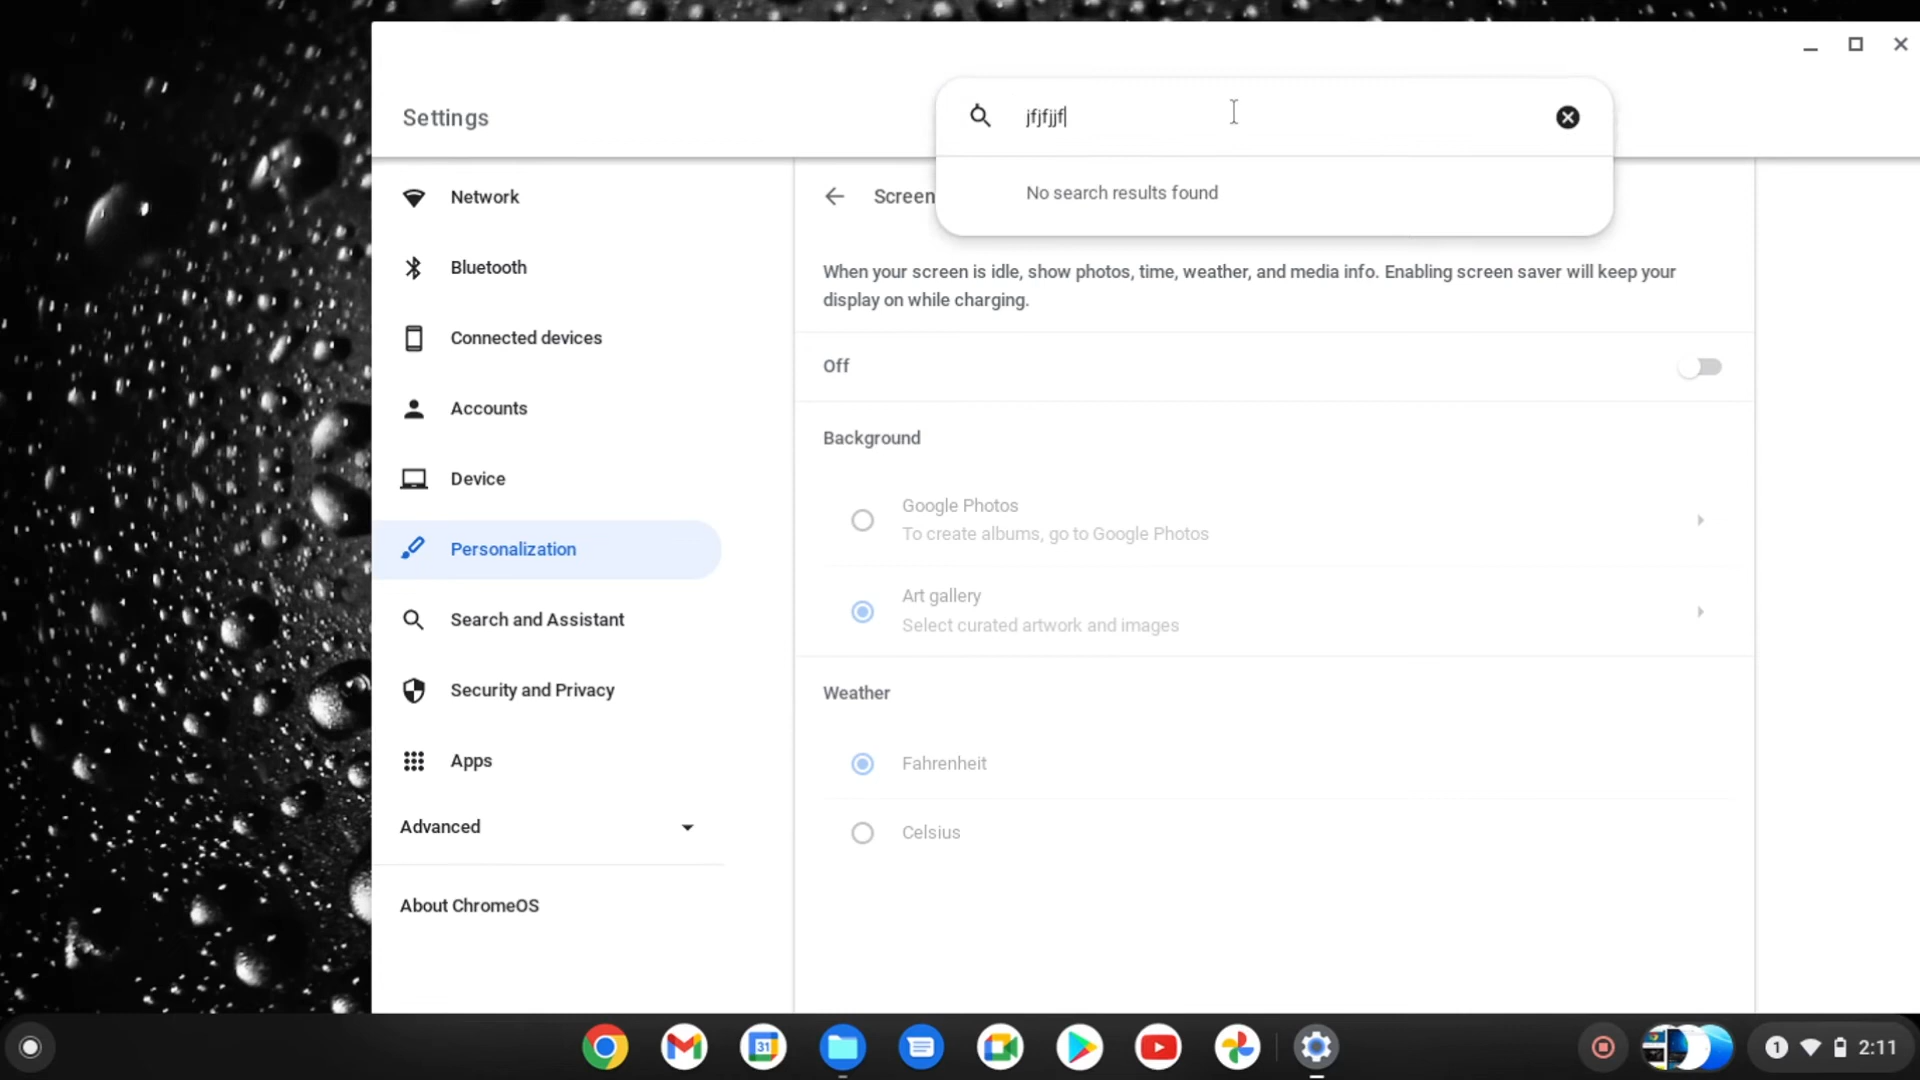 Settings
jfjfjjf
No search results found
Network
Bluetooth
Connected devices
Accounts
Device
Personalization
Search and Assistant
Security and Privacy
Apps
Advanced
About ChromeOS
Screen
When your screen is idle, show photos, time, weather, and media info. Enabling screen saver will keep your
display on while charging.
Off
Background
Google Photos
To create albums, go to Google Photos
Art gallery
Select curated artwork and images
Weather
Fahrenheit
Celsius
31
1
2:11